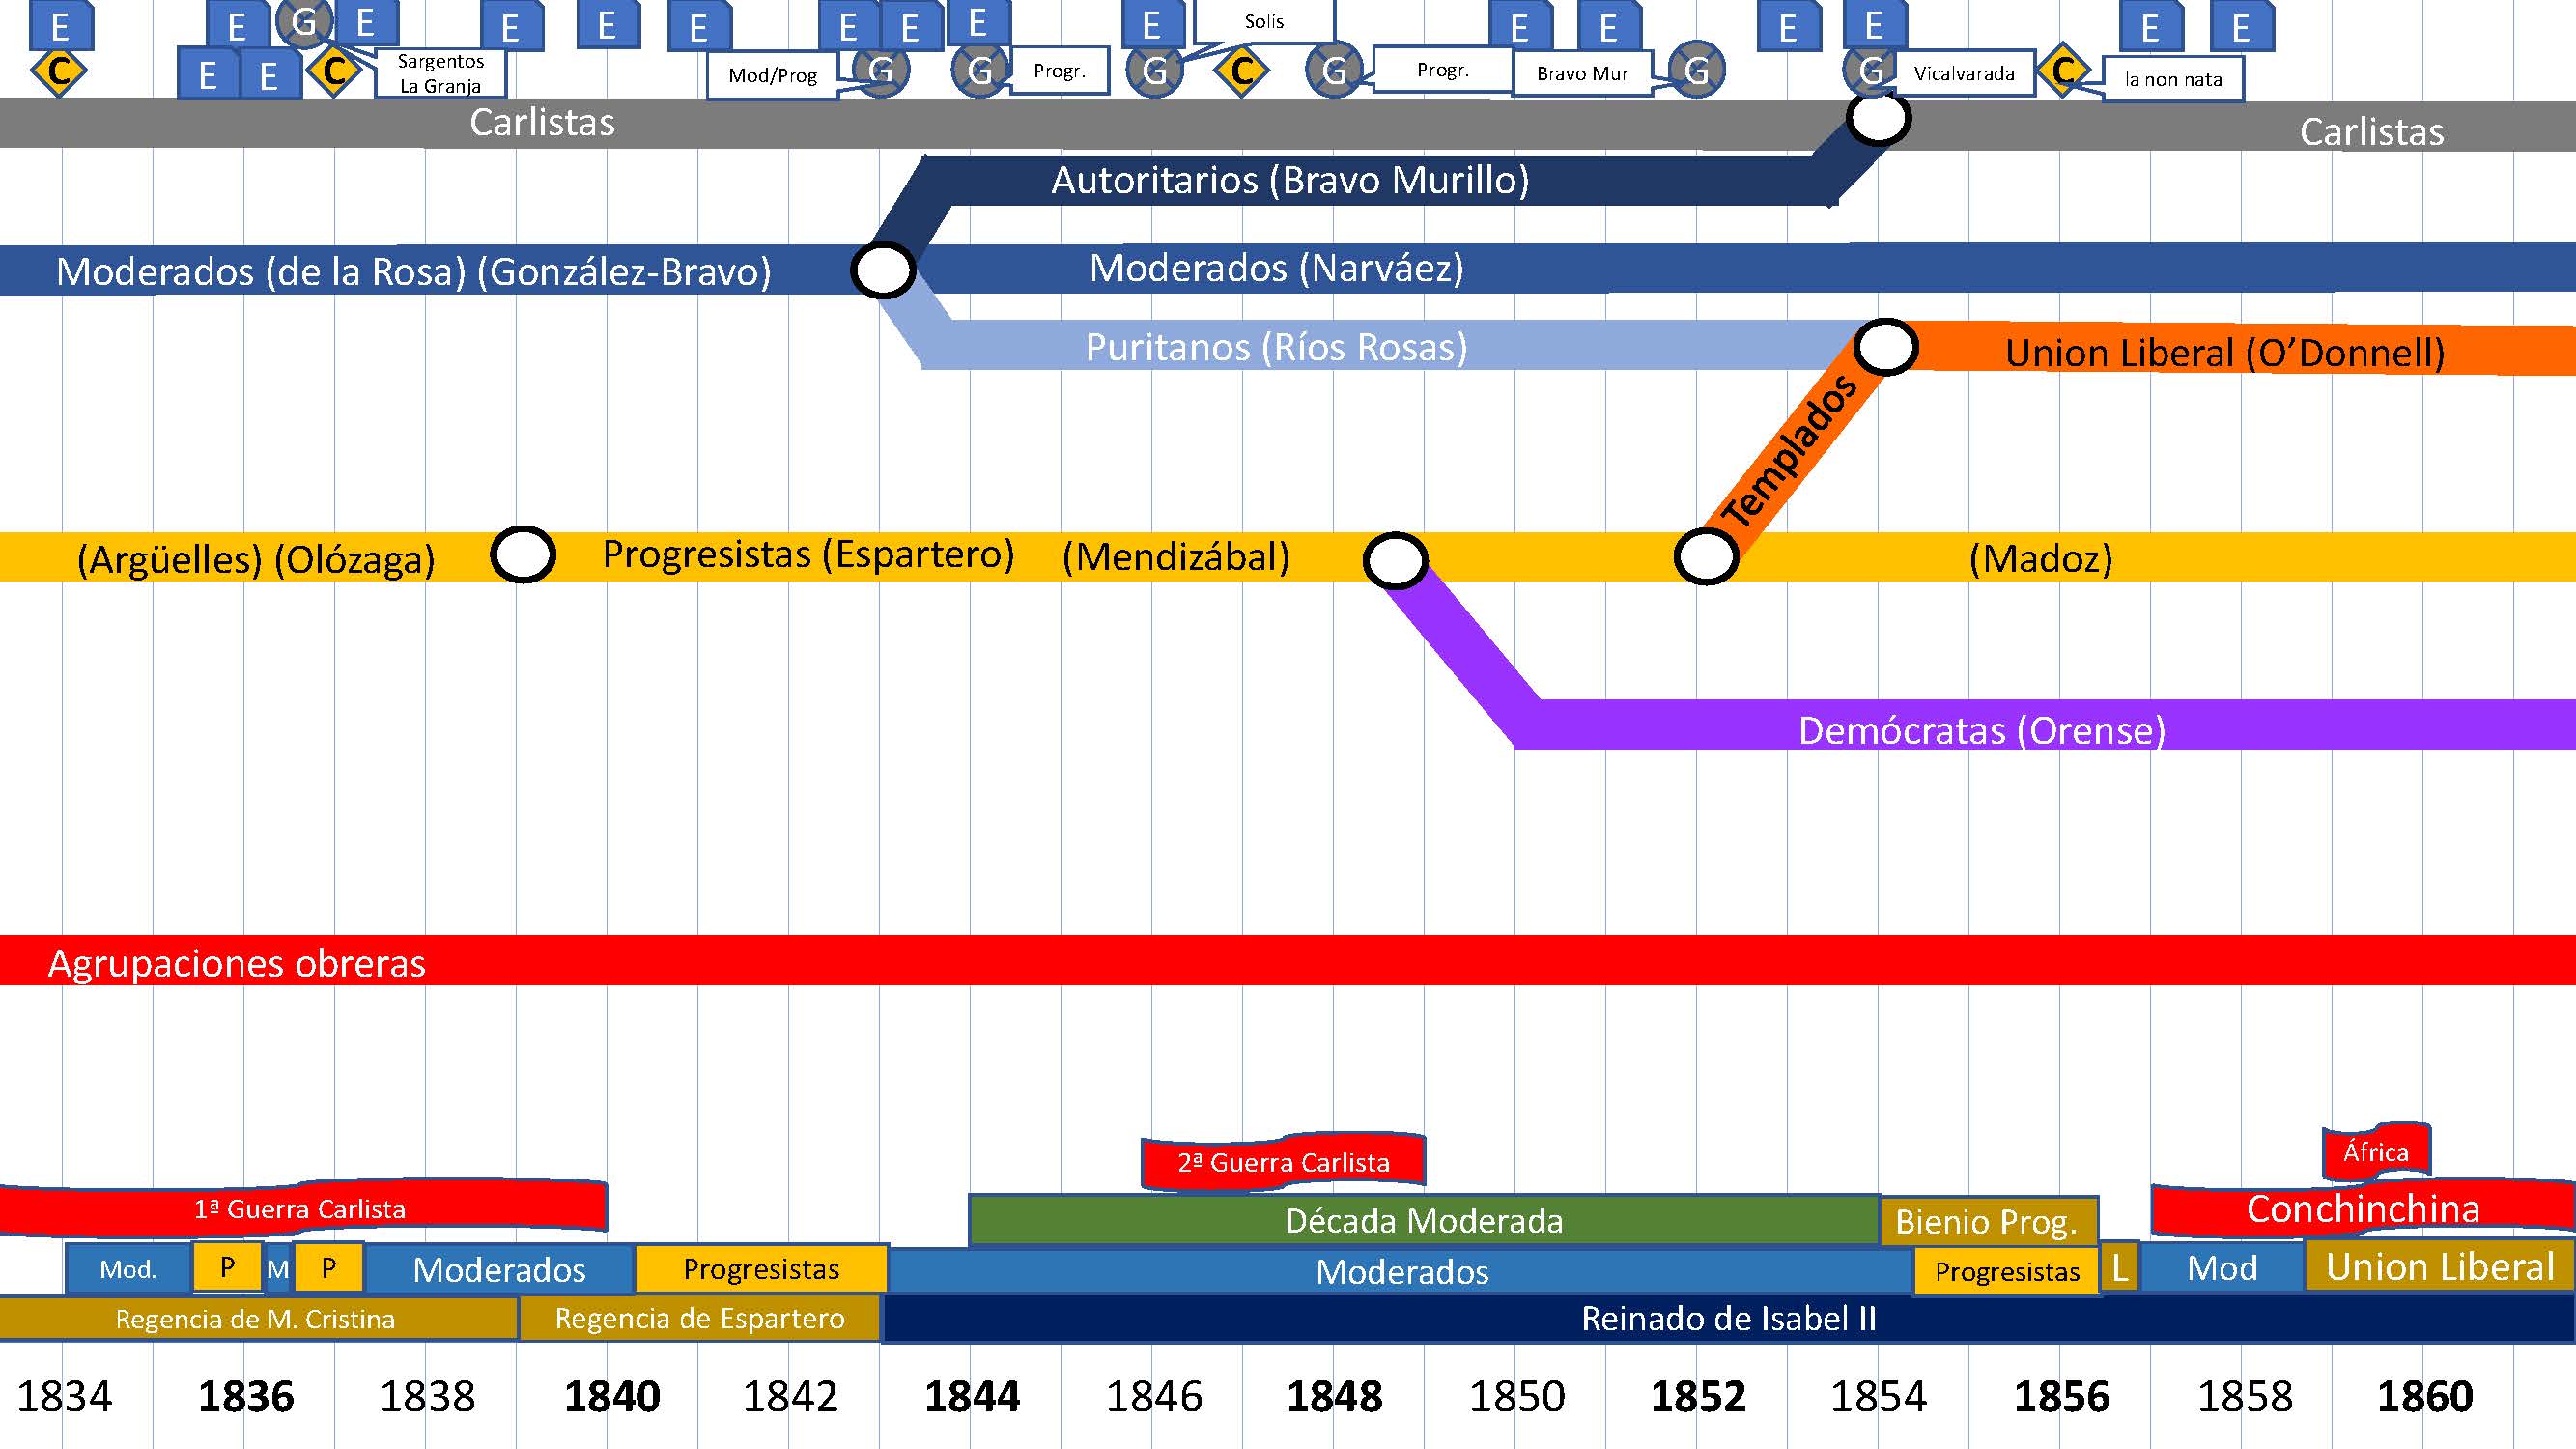 E E G E E E E E E E E Solís E E E E E E
C E E C Sargentos
La Granja
Mod/Prog G G Progr. G C G Progr. Bravo Mur G G Vicalvarada C la non nata
Carlistas Carlistas
Autoritarios (Bravo Murillo)
Moderados (de la Rosa) (González-Bravo) Moderados (Narváez)
Puritanos (Ríos Rosas) Union Liberal (O’Donnell)
Templados
(Argüelles) (Olózaga) Progresistas (Espartero) (Mendizábal) (Madoz)
Demócratas (Orense)
Agrupaciones obreras
2ª Guerra Carlista África
1ª Guerra Carlista Década Moderada Bienio Prog. Conchinchina
Mod. P M P Moderados Progresistas Moderados Progresistas L Mod Union Liberal
Regencia de M. Cristina Regencia de Espartero Reinado de Isabel II
1834 1836 1838 1840 1842 1844 1846 1848 1850 1852 1854 1856 1858 1860